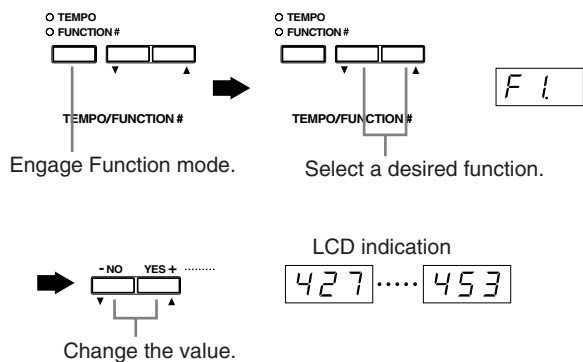 TEMPO
FUNCTION #
▼ ▲
TEMPO/FUNCTION #
Engage Function mode.
TEMPO
FUNCTION #
▼ ▲
TEMPO/FUNCTION #
Select a desired function.
F 1.
- NO YES + ·········
▼ ▲
Change the value.
LCD indication
427 ····· 453